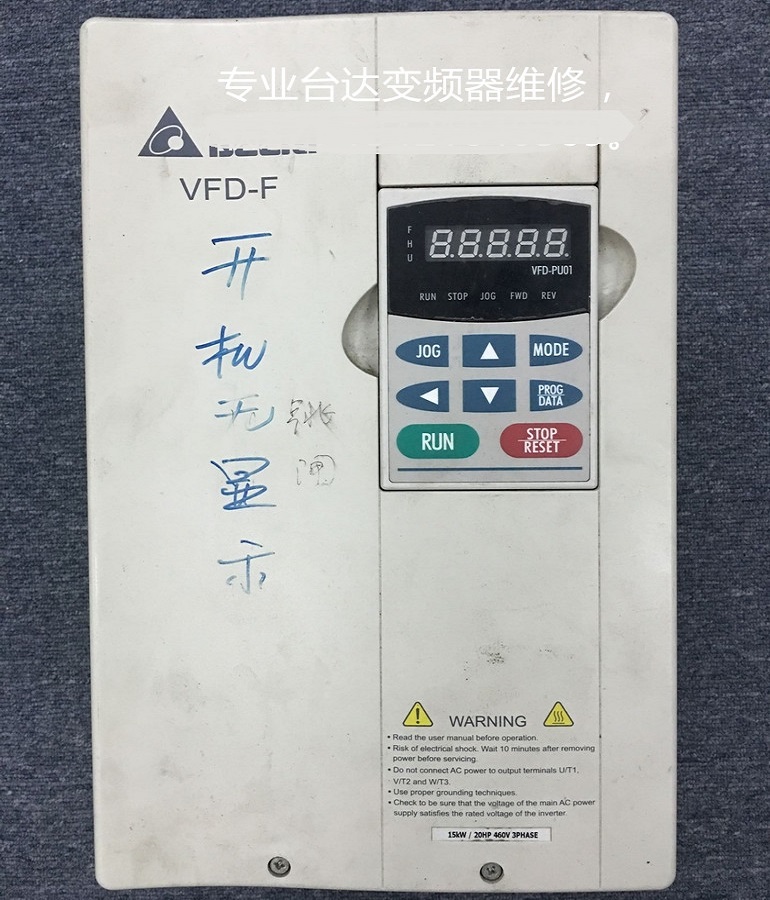 专业台达变频器维修，
VFD-F
开机无显示
跳闸
F
H
U
88888
VFD-PU01
RUN STOP JOG FWD REV
JOG
MODE
PROG
DATA
RUN
STOP
RESET
WARNING
• Read the user manual before operation.
• Risk of electrical shock. Wait 10 minutes after removing
power before servicing.
• Do not connect AC power to output terminals U/T1,
V/T2 and W/T3.
• Use proper grounding techniques.
• Check to be sure that the voltage of the main AC power
supply satisfies the rated voltage of the inverter.
15kW / 20HP 460V 3PHASE